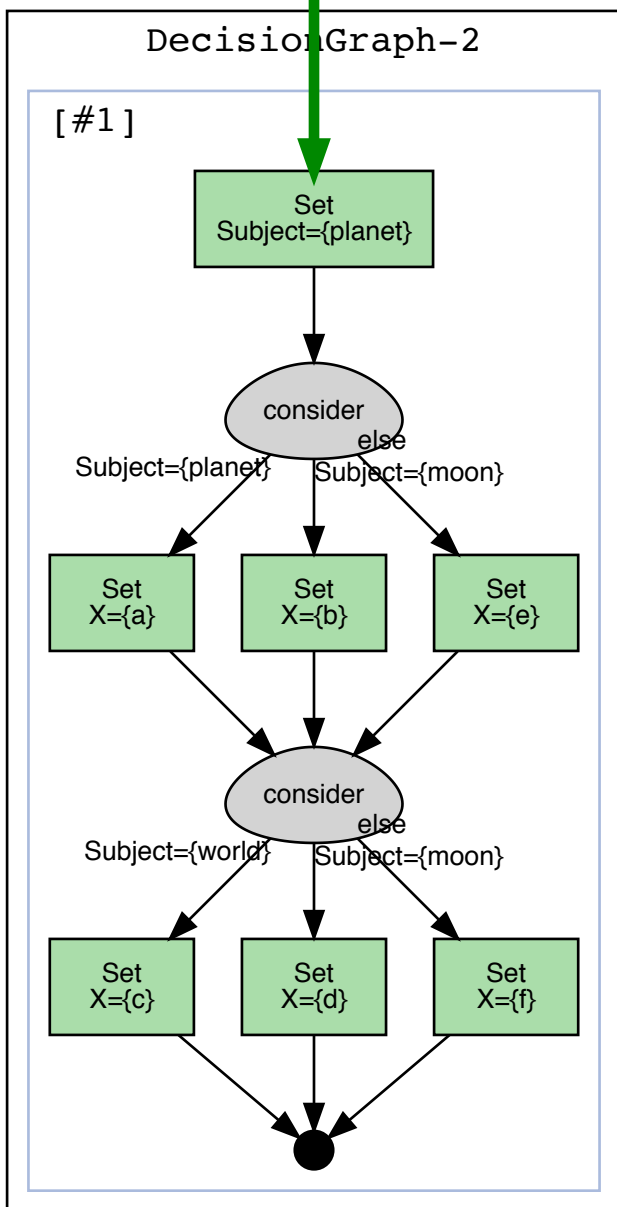 DecisionGraph-2
[#1]
Set
Subject={planet}
consider
else
Subject={planet}
Subject={moon}
Set
X={a}
Set
X={b}
Set
X={e}
consider
else
Subject={world}
Subject={moon}
Set
X={c}
Set
X={d}
Set
X={f}